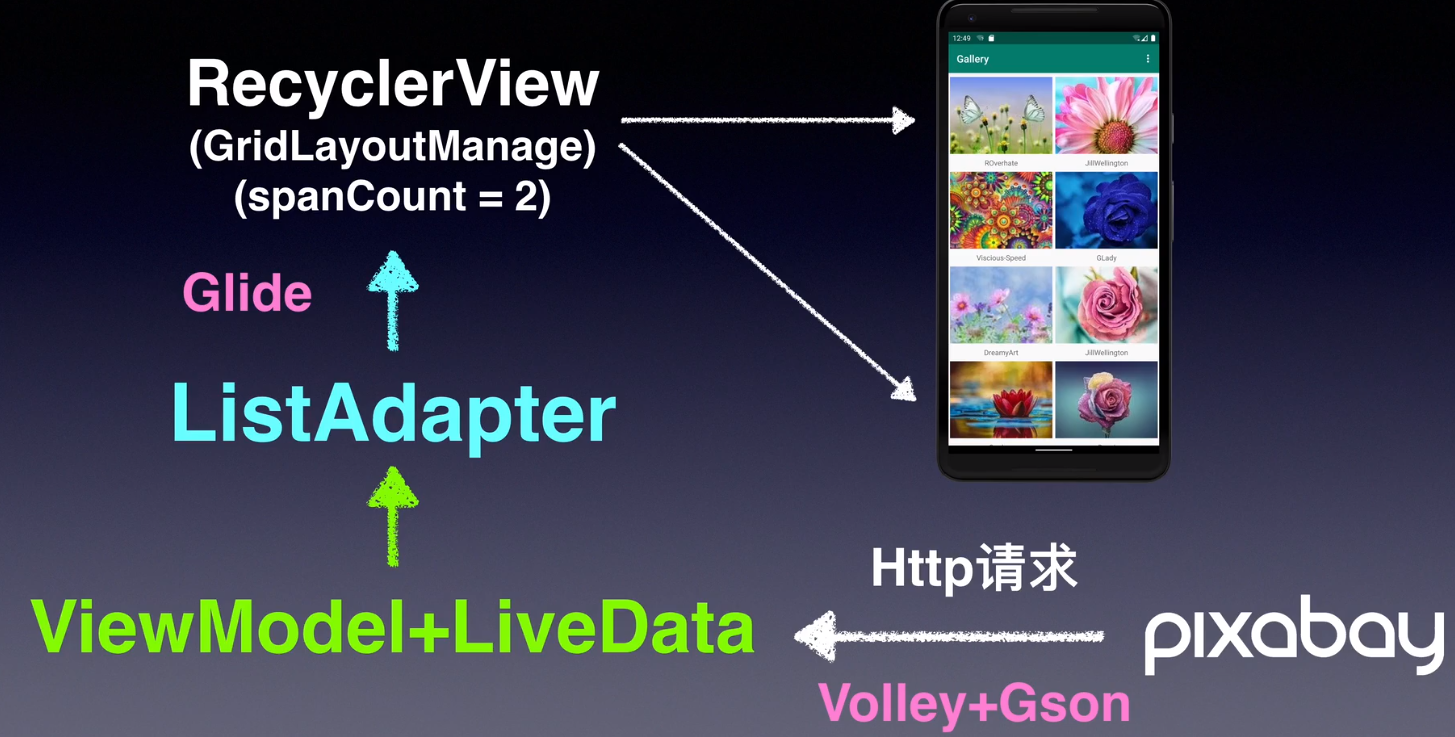 RecyclerView
(GridLayoutManage)
(spanCount = 2)
Glide
ListAdapter
ViewModel+LiveData
12:49
Gallery
ROverhate
JillWellington
Viscious-Speed
GLady
DreamyArt
JillWellington
Http请求
pixabay
Volley+Gson